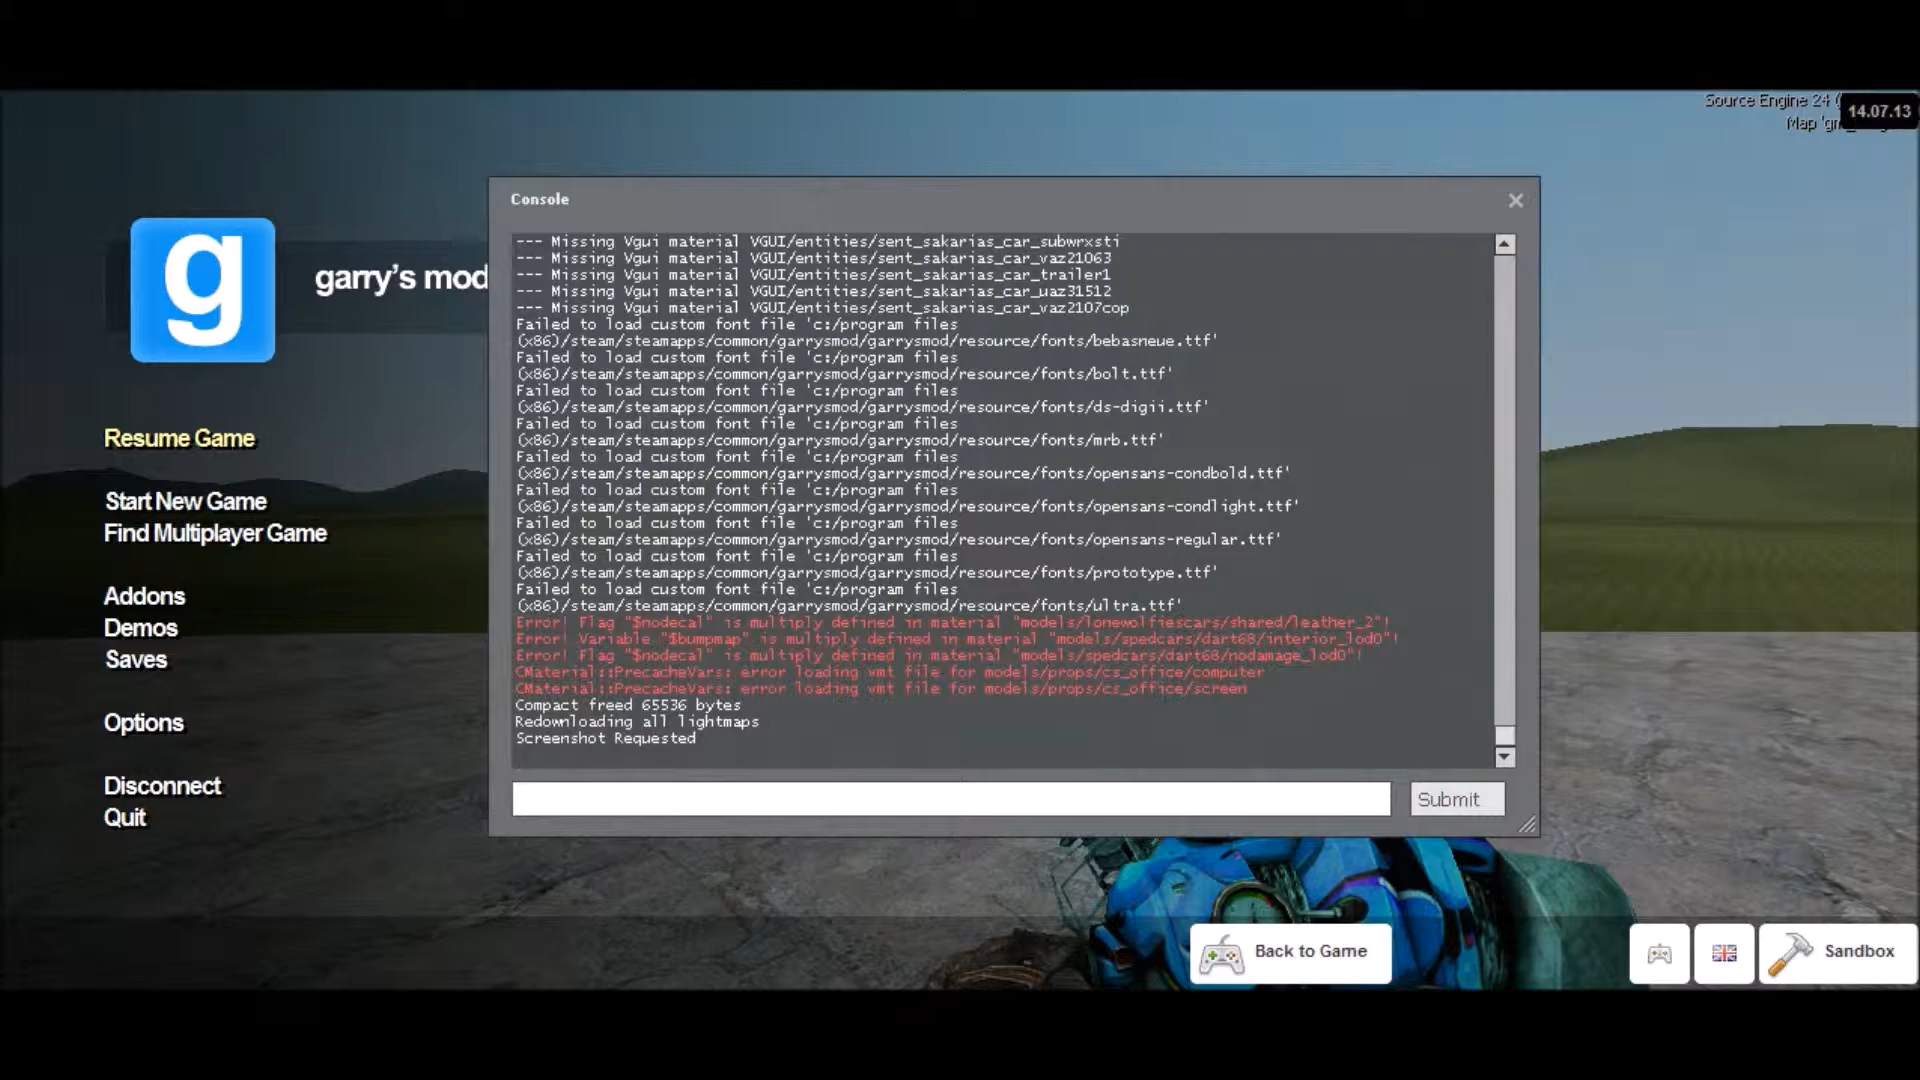 Source Engine 24 (
14.07.13
Map 'gm_
Console
g
garry's mod
--- Missing Vgui material VGUI/entities/sent_sakarias_car_subwrxsti
--- Missing Vgui material VGUI/entities/sent_sakarias_car_vaz21063
--- Missing Vgui material VGUI/entities/sent_sakarias_car_trailer1
--- Missing Vgui material VGUI/entities/sent_sakarias_car_uaz31512
--- Missing Vgui material VGUI/entities/sent_sakarias_car_vaz2107cop
Failed to load custom font file 'c:/program files
(x86)/steam/steamapps/common/garrysmod/garrysmod/resource/fonts/bebasneue.ttf'
Failed to load custom font file 'c:/program files
(x86)/steam/steamapps/common/garrysmod/garrysmod/resource/fonts/bolt.ttf'
Failed to load custom font file 'c:/program files
(x86)/steam/steamapps/common/garrysmod/garrysmod/resource/fonts/ds-digii.ttf'
Failed to load custom font file 'c:/program files
(x86)/steam/steamapps/common/garrysmod/garrysmod/resource/fonts/mrb.ttf'
Failed to load custom font file 'c:/program files
(x86)/steam/steamapps/common/garrysmod/garrysmod/resource/fonts/opensans-condbold.ttf'
Failed to load custom font file 'c:/program files
(x86)/steam/steamapps/common/garrysmod/garrysmod/resource/fonts/opensans-condlight.ttf'
Failed to load custom font file 'c:/program files
(x86)/steam/steamapps/common/garrysmod/garrysmod/resource/fonts/opensans-regular.ttf'
Failed to load custom font file 'c:/program files
(x86)/steam/steamapps/common/garrysmod/garrysmod/resource/fonts/prototype.ttf'
Failed to load custom font file 'c:/program files
(x86)/steam/steamapps/common/garrysmod/garrysmod/resource/fonts/ultra.ttf'
Error! Flag "$nodecal" is multiply defined in material "models/lonewolfiescars/shared/leather_2"!
Error! Variable "$bumpmap" is multiply defined in material "models/spedcars/dart68/interior_lod0"!
Error! Flag "$nodecal" is multiply defined in material "models/spedcars/dart68/nodamage_lod0"!
CMaterial::PrecacheVars: error loading vmt file for models/props/cs_office/computer
CMaterial::PrecacheVars: error loading vmt file for models/props/cs_office/screen
Compact freed 65536 bytes
Redownloading all lightmaps
Screenshot Requested
Submit
Resume Game
Start New Game
Find Multiplayer Game
Addons
Demos
Saves
Options
Disconnect
Quit
Back to Game
Sandbox